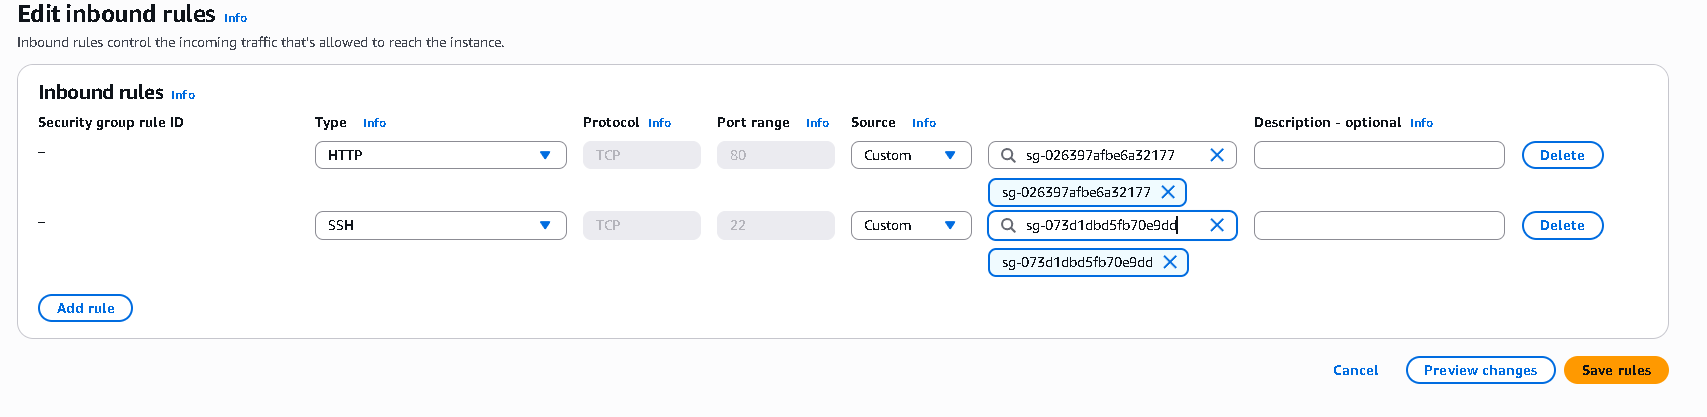 Edit inbound rules Info
Inbound rules control the incoming traffic that's allowed to reach the instance.
Inbound rules Info
Security group rule ID Type Info Protocol Info Port range Info Source Info Description - optional Info
– HTTP TCP 80 Custom sg-026397afbe6a32177 Delete
sg-026397afbe6a32177
– SSH TCP 22 Custom sg-073d1dbd5fb70e9dd Delete
sg-073d1dbd5fb70e9dd
Add rule
Cancel Preview changes Save rules